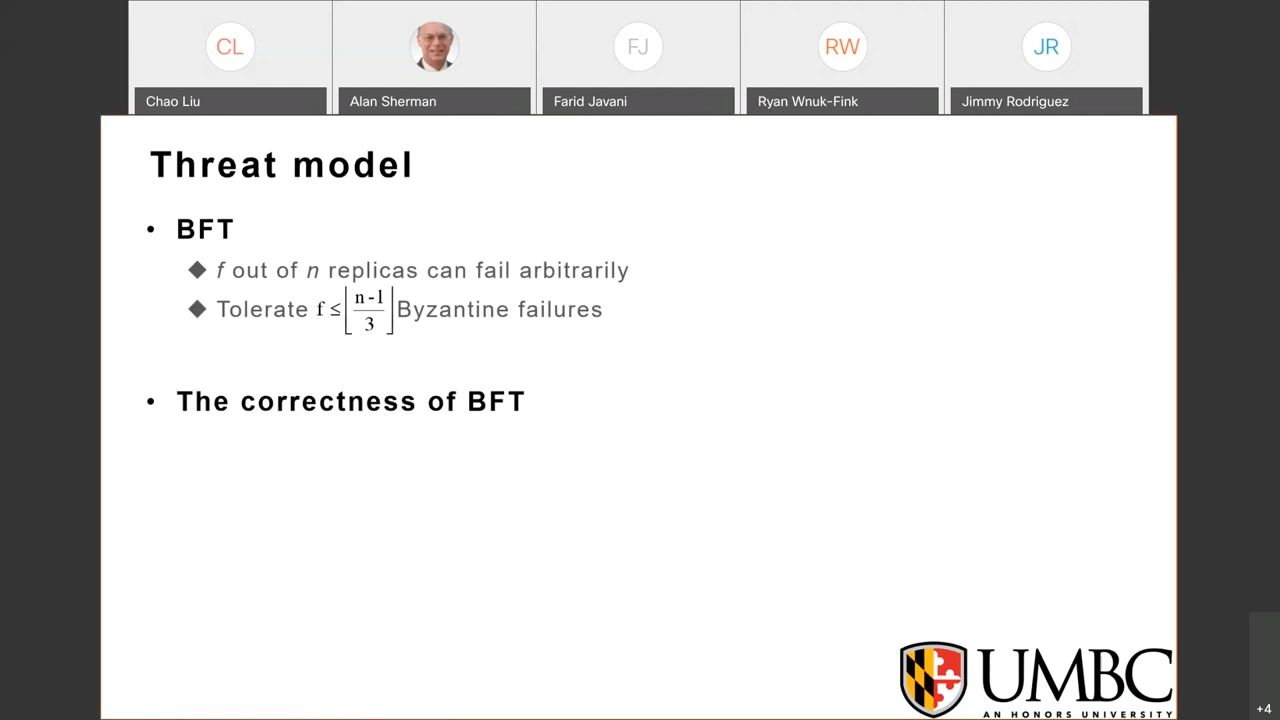 CL
FJ
RW
JR
Chao Liu
Alan Sherman
Farid Javani
Ryan Wnuk-Fink
Jimmy Rodriguez
Threat model
• BFT
◆ f out of n replicas can fail arbitrarily
◆ Tolerate f ≤ ⌊(n-1)/3⌋ Byzantine failures
• The correctness of BFT
UMBC
AN HONORS UNIVERSITY
+4